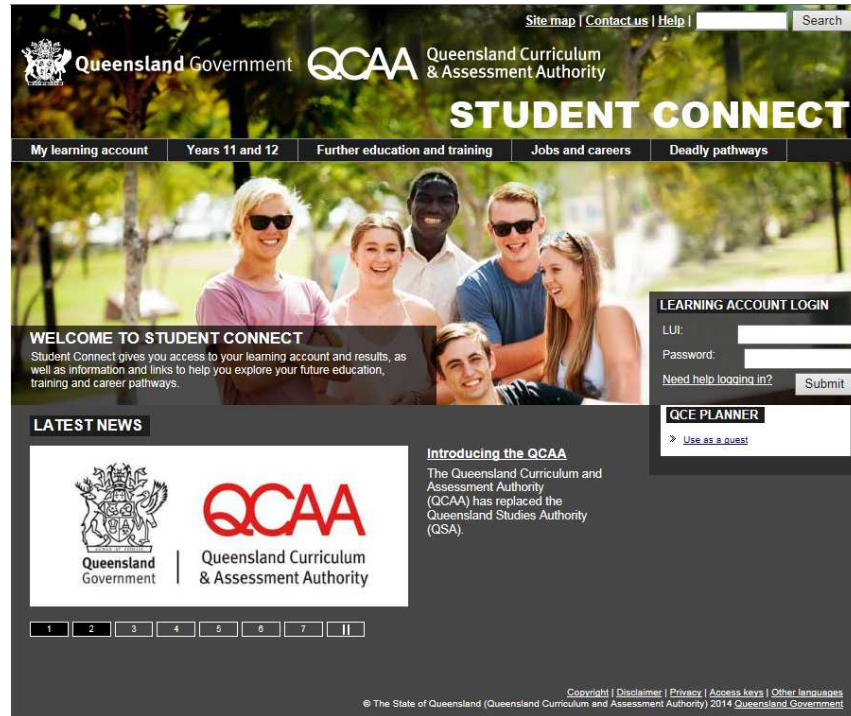 Site map | Contact us | Help | Search
Queensland Government QCAA Queensland Curriculum
& Assessment Authority
STUDENT CONNECT
My learning account Years 11 and 12 Further education and training Jobs and careers Deadly pathways
WELCOME TO STUDENT CONNECT
Student Connect gives you access to your learning account and results, as
well as information and links to help you explore your future education,
training and career pathways.
LEARNING ACCOUNT LOGIN
LUI:
Password:
Need help logging in? Submit
QCE PLANNER
Use as a guest
LATEST NEWS
QCAA
Queensland
Government
Queensland Curriculum
& Assessment Authority
Introducing the QCAA
The Queensland Curriculum and
Assessment Authority
(QCAA) has replaced the
Queensland Studies Authority
(QSA).
1 2 3 4 5 6 7
Copyright | Disclaimer | Privacy | Access keys | Other languages
© The State of Queensland (Queensland Curriculum and Assessment Authority) 2014 Queensland Government